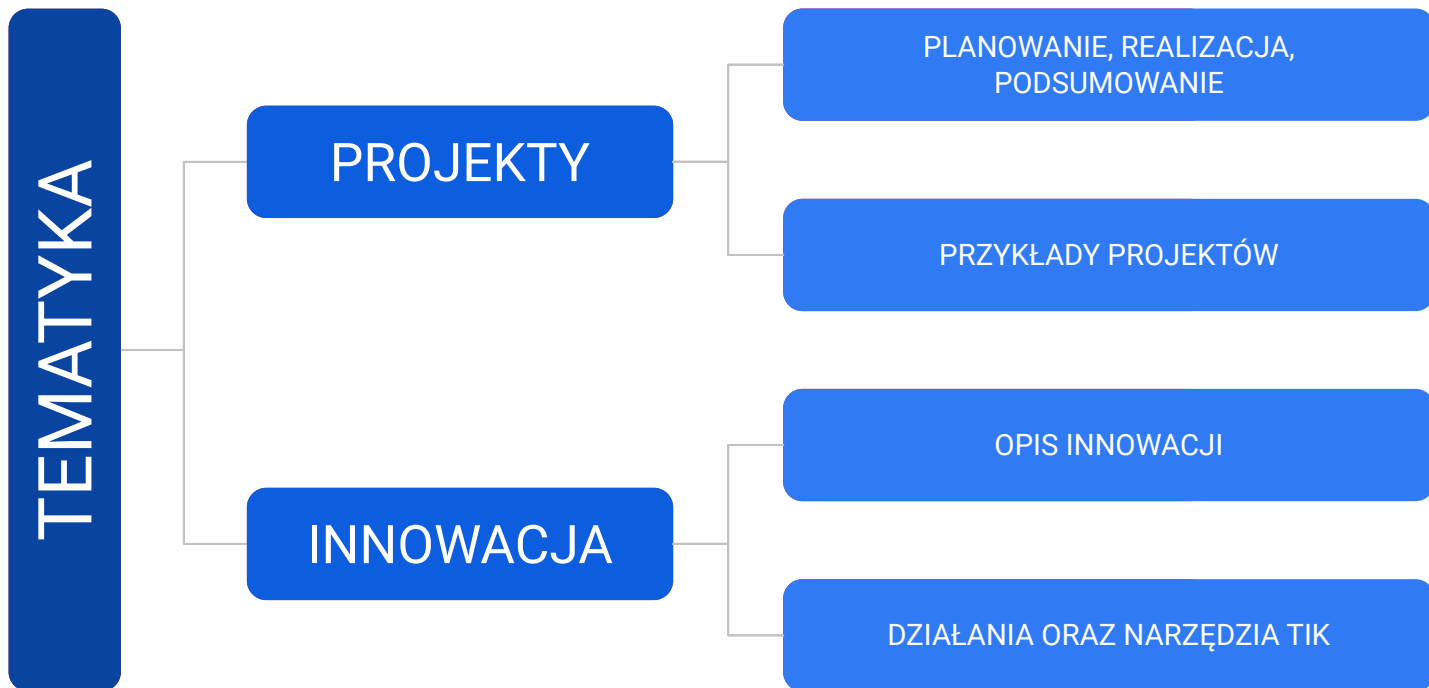 TEMATYKA
PROJEKTY
PLANOWANIE, REALIZACJA,
PODSUMOWANIE
PRZYKŁADY PROJEKTÓW
INNOWACJA
OPIS INNOWACJI
DZIAŁANIA ORAZ NARZĘDZIA TIK